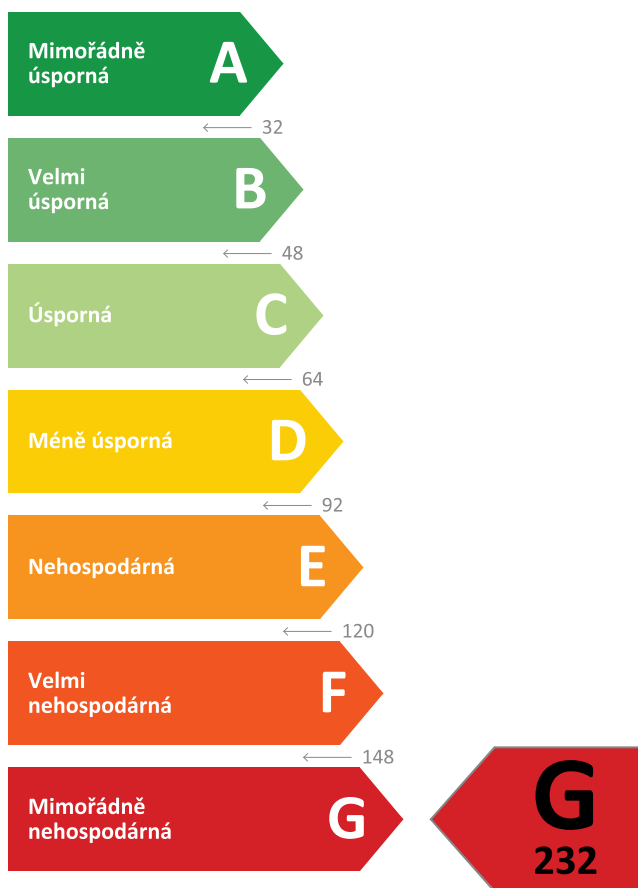 Mimořádně
úsporná
A
32
Velmi
úsporná
B
48
Úsporná
C
64
Méně úsporná
D
92
Nehospodárná
E
120
Velmi
nehospodárná
F
148
Mimořádně
nehospodárná
G
G
232